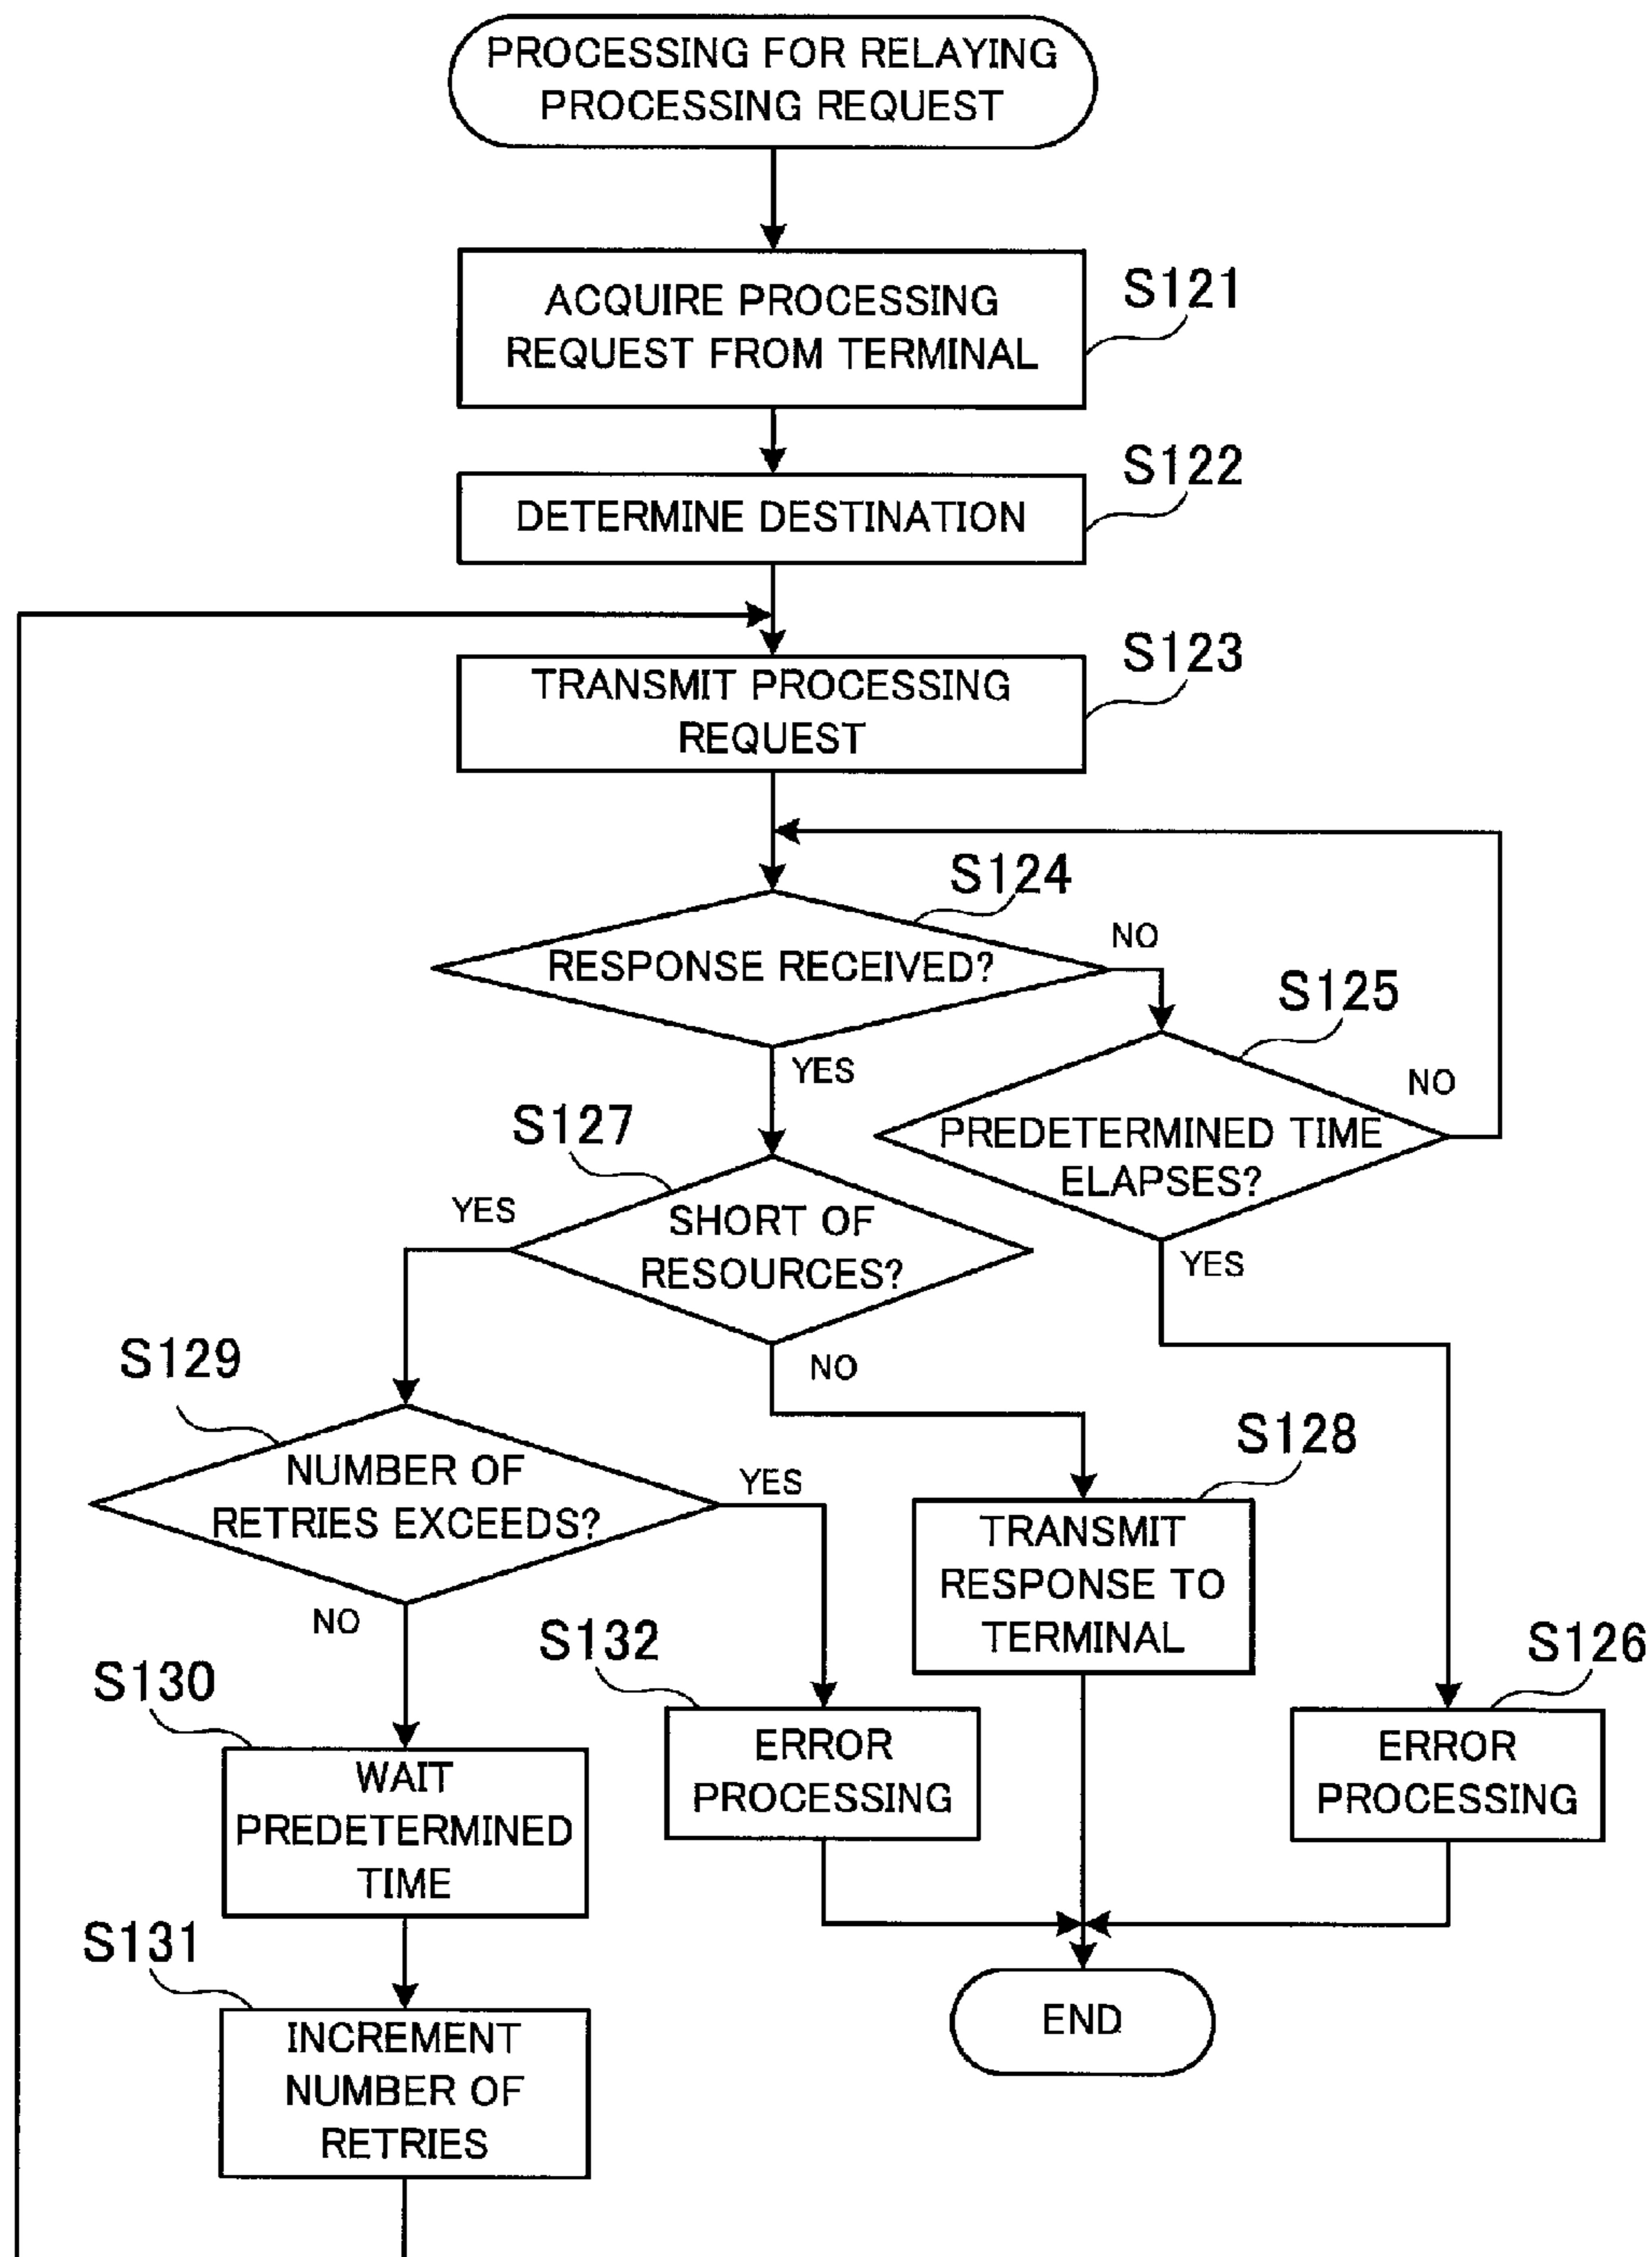 PROCESSING FOR RELAYING
PROCESSING REQUEST
S121
ACQUIRE PROCESSING
REQUEST FROM TERMINAL
S122
DETERMINE DESTINATION
S123
TRANSMIT PROCESSING
REQUEST
S124
RESPONSE RECEIVED?
NO
YES
S125
PREDETERMINED TIME
ELAPSES?
NO
YES
S127
SHORT OF
RESOURCES?
YES
NO
S129
NUMBER OF
RETRIES EXCEEDS?
YES
NO
S128
TRANSMIT
RESPONSE TO
TERMINAL
S132
ERROR
PROCESSING
S126
ERROR
PROCESSING
S130
WAIT
PREDETERMINED
TIME
S131
INCREMENT
NUMBER OF
RETRIES
END